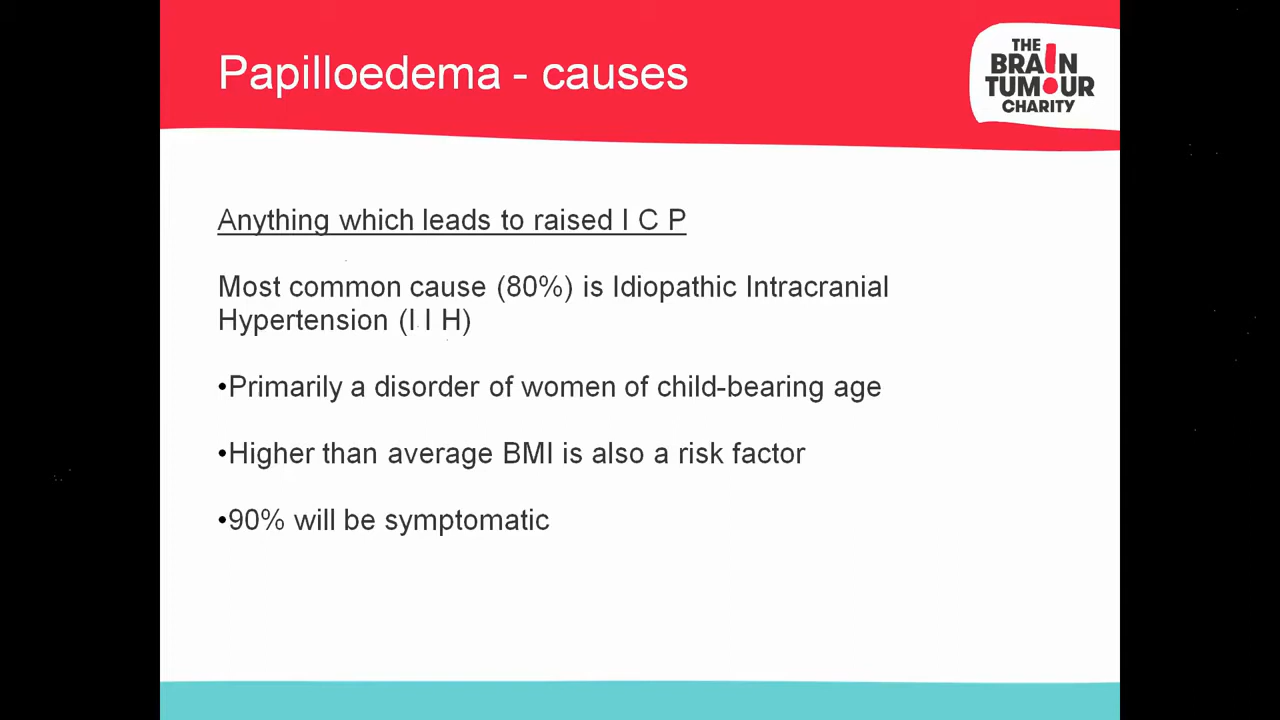 Papilloedema - causes
THE
BRAIN
TUMOUR
CHARITY
Anything which leads to raised I C P
Most common cause (80%) is Idiopathic Intracranial
Hypertension (I I H)
•Primarily a disorder of women of child-bearing age
•Higher than average BMI is also a risk factor
•90% will be symptomatic